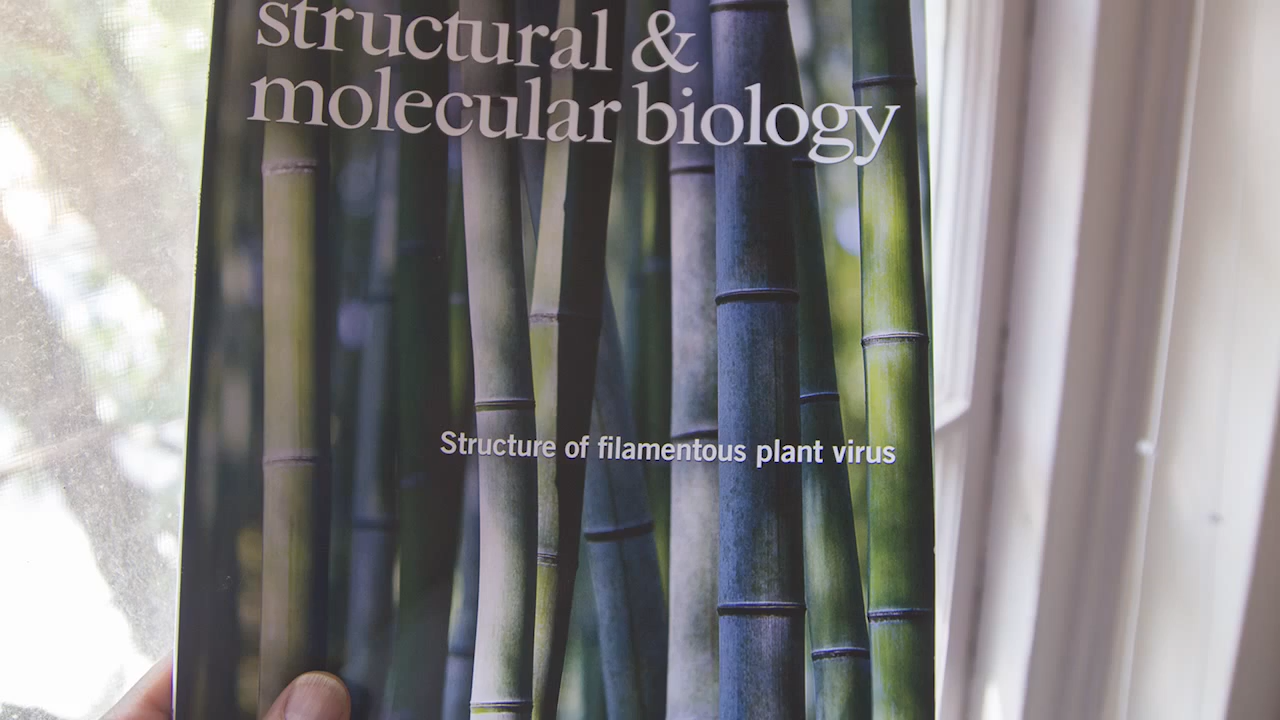 structural &
molecular biology
Structure of filamentous plant virus